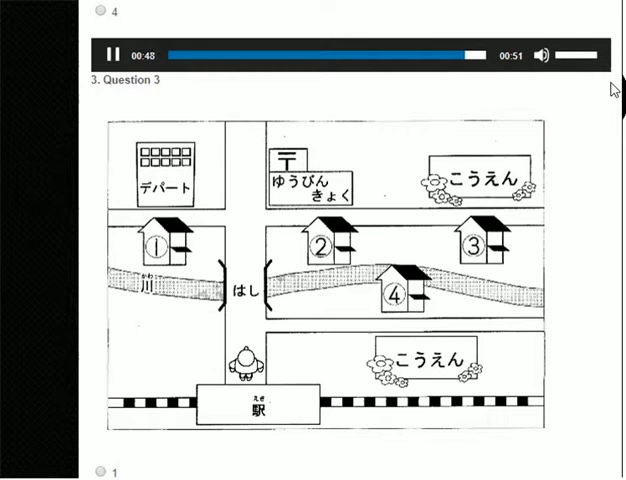 4
00:48
00:51
3. Question 3
デパート
〒
ゆうびん
きょく
こうえん
1
2
3
かわ
川
はし
4
こうえん
えき
駅
1